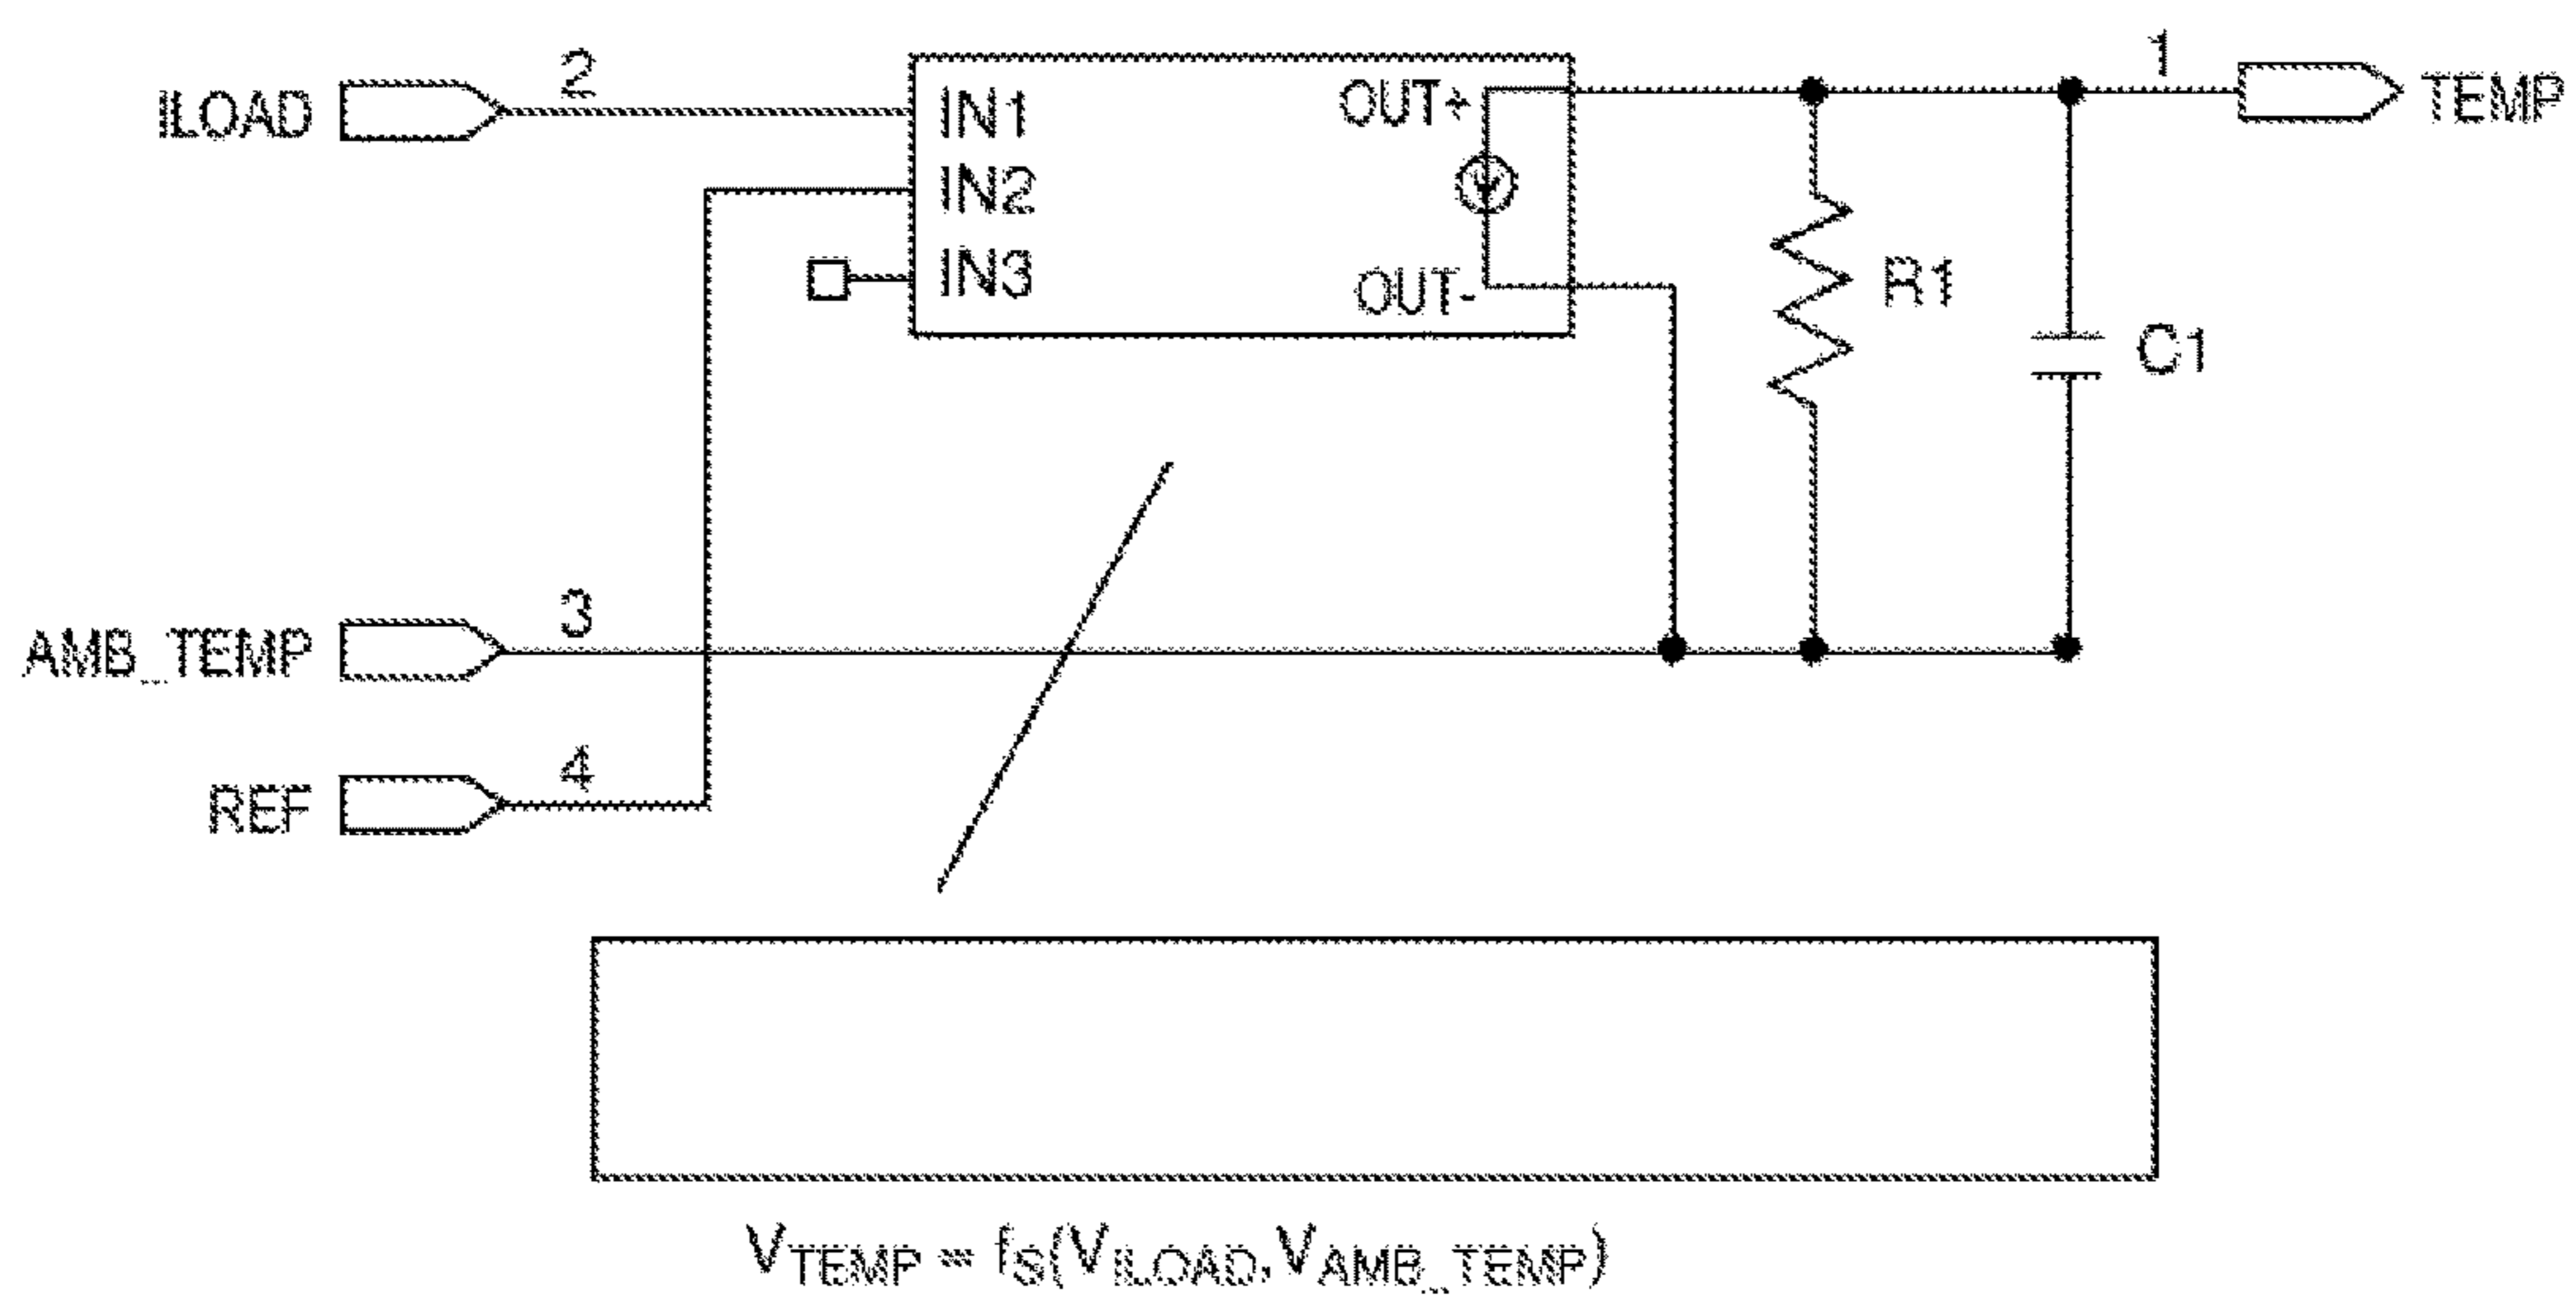 ILOAD
2
IN1
IN2
IN3
OUT+
OUT-
R1
C1
1
TEMP
AMB_TEMP
3
REF
4
VTEMP = fS(VILOAD,VAMB_TEMP)